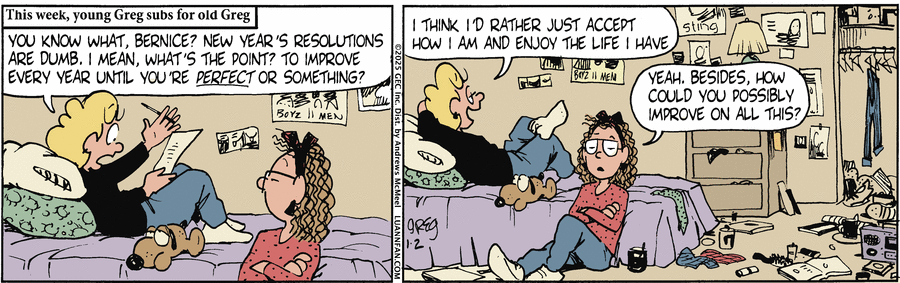 This week, young Greg subs for old Greg
YOU KNOW WHAT, BERNICE? NEW YEAR'S RESOLUTIONS
ARE DUMB. I MEAN, WHAT'S THE POINT? TO IMPROVE
EVERY YEAR UNTIL YOU'RE PERFECT OR SOMETHING?
BOYZ II MEN
©2025 GEC Inc. Dist. by Andrews McMeel LUANNFAN.COM
I THINK I'D RATHER JUST ACCEPT
HOW I AM AND ENJOY THE LIFE I HAVE
BOYZ II MEN
sting
YEAH. BESIDES, HOW
COULD YOU POSSIBLY
IMPROVE ON ALL THIS?
GREG
1·2